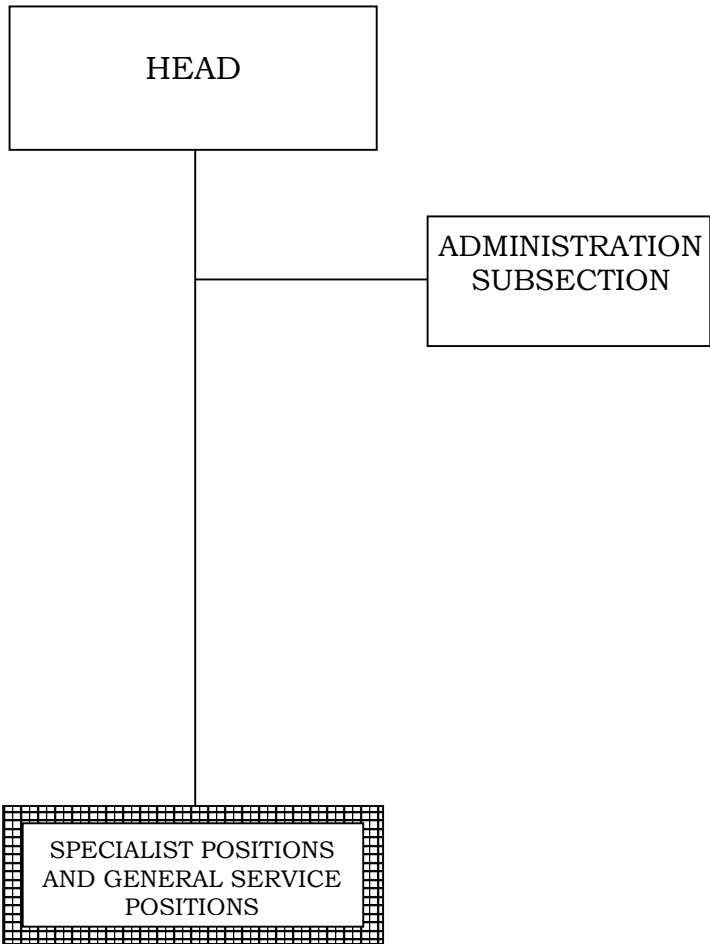 HEAD
ADMINISTRATION
SUBSECTION
SPECIALIST POSITIONS
AND GENERAL SERVICE
POSITIONS